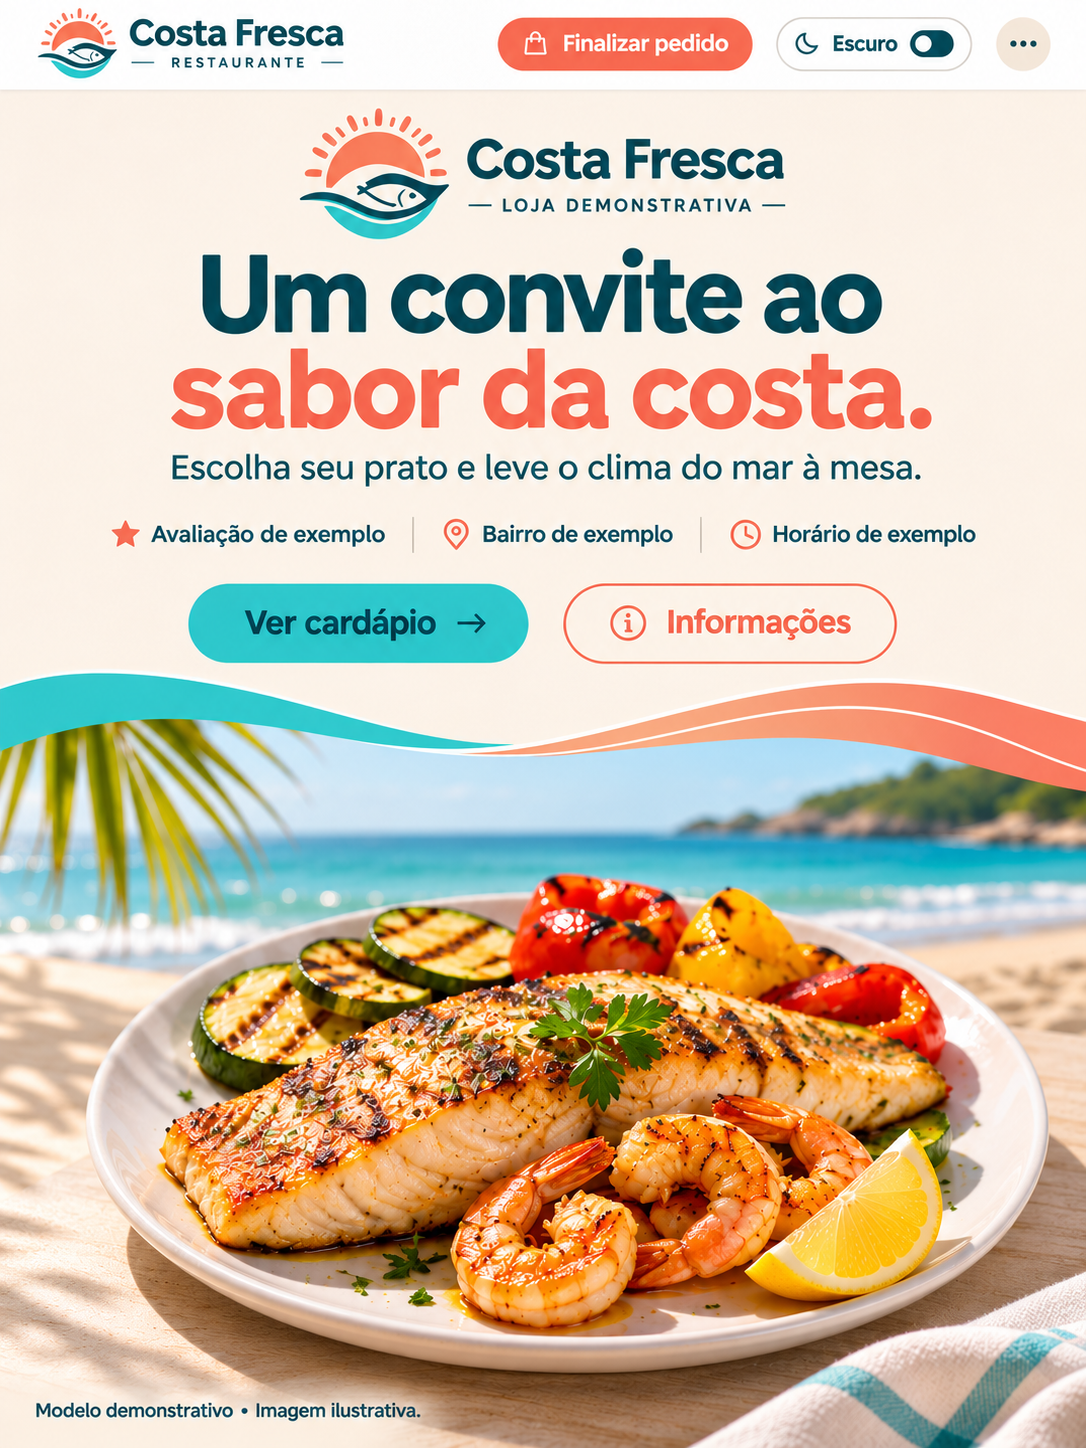 Costa Fresca
RESTAURANTE
Finalizar pedido
Escuro
Costa Fresca
LOJA DEMONSTRATIVA
Um convite ao
sabor da costa.
Escolha seu prato e leve o clima do mar à mesa.
Avaliação de exemplo
Bairro de exemplo
Horário de exemplo
Ver cardápio →
Informações
Modelo demonstrativo • Imagem ilustrativa.